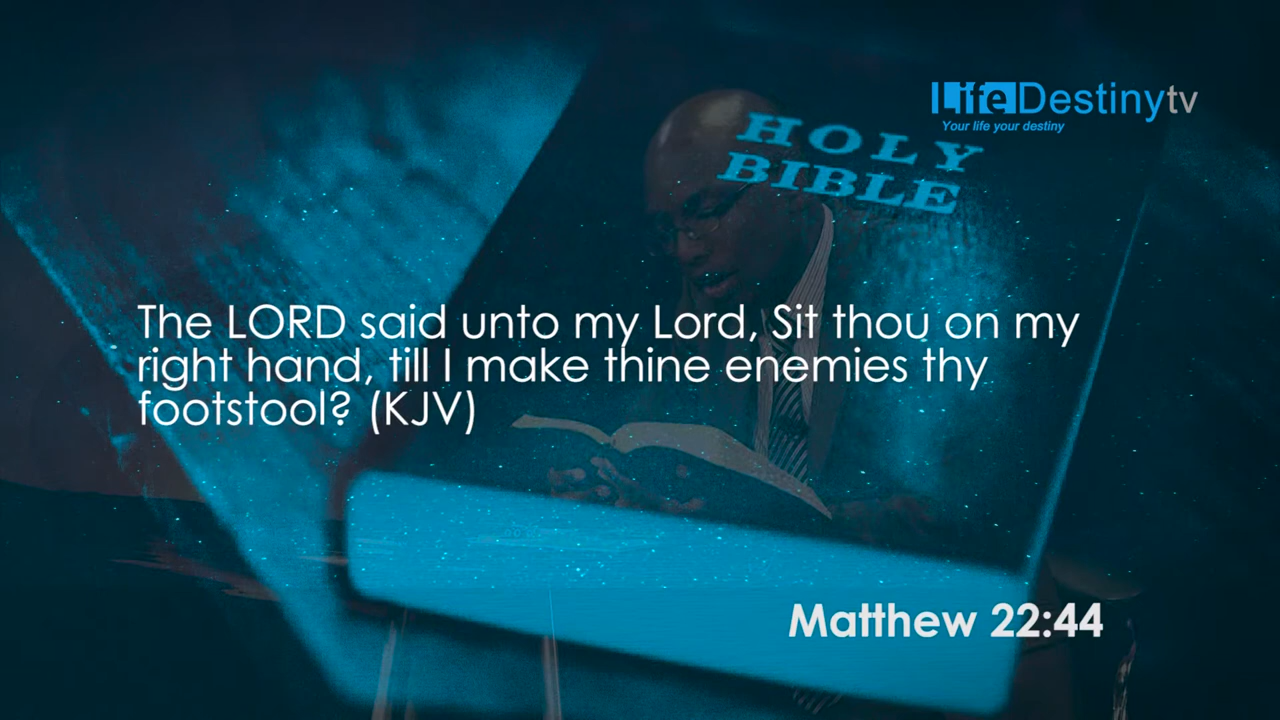 LifeDestinytv
Your life your destiny
HOLY
BIBLE
The LORD said unto my Lord, Sit thou on my
right hand, till I make thine enemies thy
footstool? (KJV)
Matthew 22:44